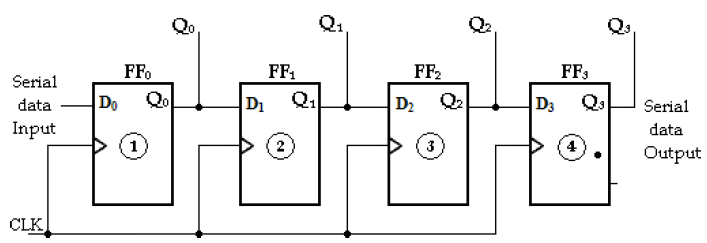 Q0 Q1 Q2 Q3
FF0 FF1 FF2 FF3
Serial
data
Input
D0 Q0 D1 Q1 D2 Q2 D3 Q3
Serial
data
Output
1 2 3 4
CLK